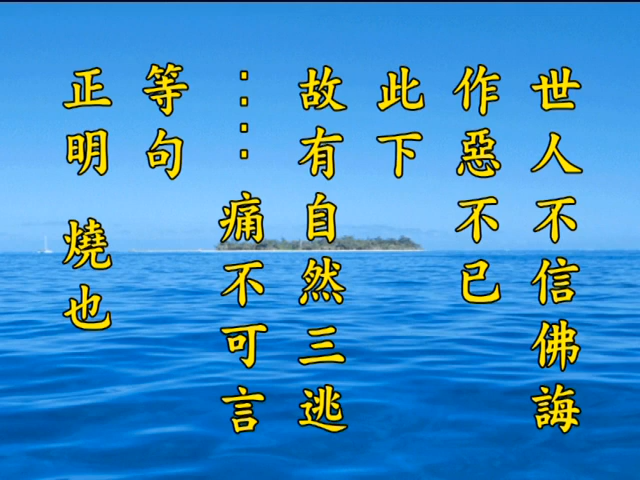 世人不信佛誨
作惡不已
此下
故有自然三逃
⋯⋯痛不可言
等句
正明 燒也